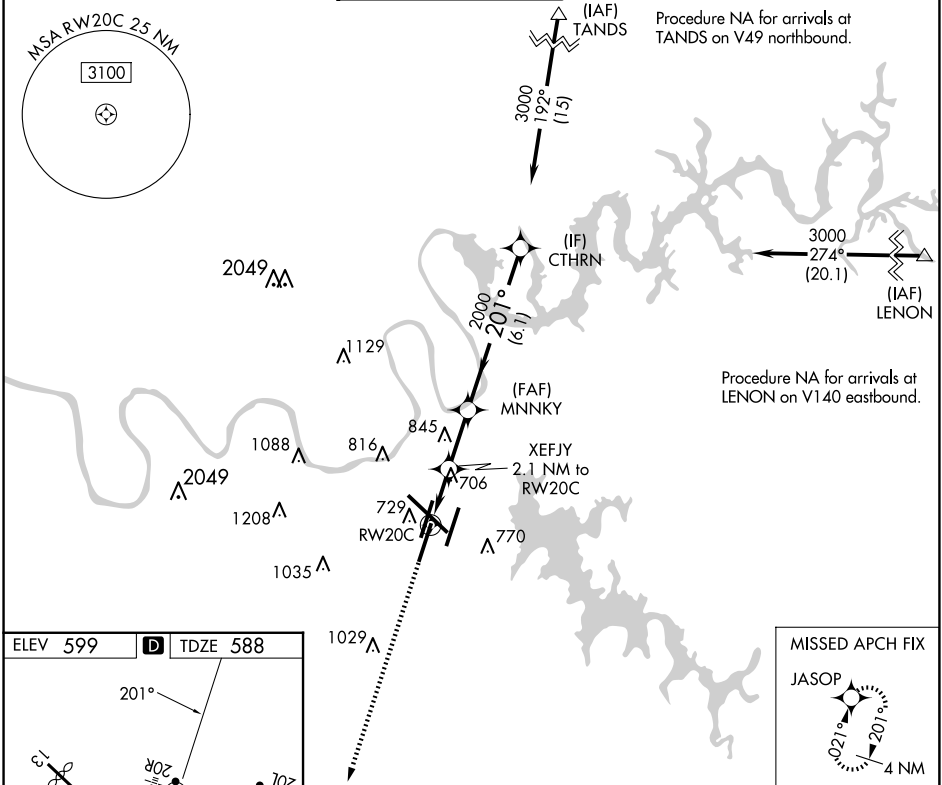 MSA RW20C 25 NM
3100
(IAF)
TANDS
Procedure NA for arrivals at
TANDS on V49 northbound.
3000
192°
(15)
(IF)
CTHRN
3000
274°
(20.1)
(IAF)
LENON
2049
2000
201°
(6.1)
1129
Procedure NA for arrivals at
LENON on V140 eastbound.
(FAF)
MNNKY
845
1088
816
XEFJY
2.1 NM to
RW20C
706
2049
1208
729
RW20C
770
1035
1029
ELEV 599
D
TDZE 588
201°
13
20R
20L
MISSED APCH FIX
JASOP
021°
201°
4 NM